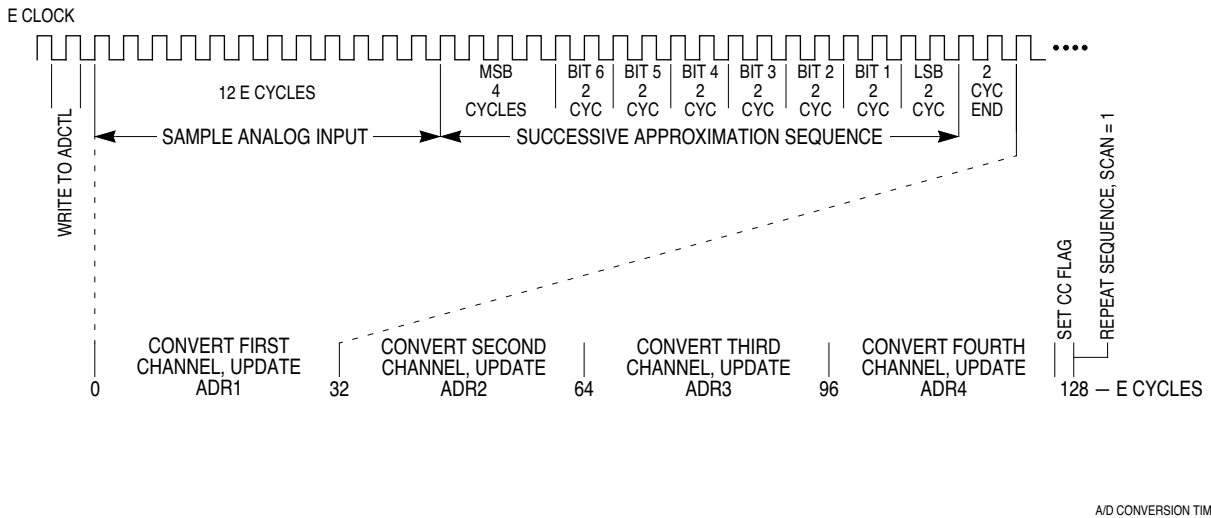 E CLOCK
12 E CYCLES
MSB
4
CYCLES
BIT 6
2
CYC
BIT 5
2
CYC
BIT 4
2
CYC
BIT 3
2
CYC
BIT 2
2
CYC
BIT 1
2
CYC
LSB
2
CYC
2
CYC
END
WRITE TO ADCTL
SAMPLE ANALOG INPUT
SUCCESSIVE APPROXIMATION SEQUENCE
SET CC FLAG
REPEAT SEQUENCE, SCAN = 1
CONVERT FIRST
CHANNEL, UPDATE
ADR1
CONVERT SECOND
CHANNEL, UPDATE
ADR2
CONVERT THIRD
CHANNEL, UPDATE
ADR3
CONVERT FOURTH
CHANNEL, UPDATE
ADR4
0
32
64
96
128 — E CYCLES
A/D CONVERSION TIM